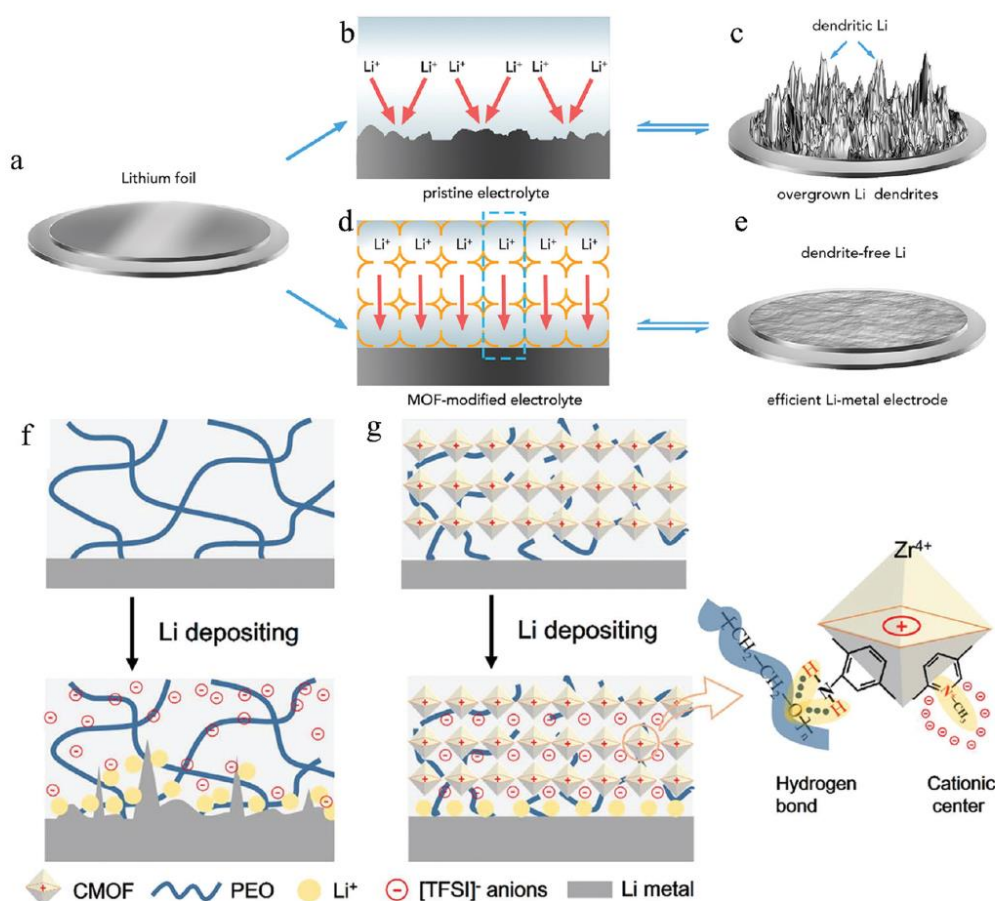 a
Lithium foil
b
Li⁺ Li⁺ Li⁺ Li⁺ Li⁺ Li⁺
pristine electrolyte
c
dendritic Li
overgrown Li dendrites
d
Li⁺ Li⁺ Li⁺ Li⁺ Li⁺ Li⁺
MOF-modified electrolyte
e
dendrite-free Li
efficient Li-metal electrode
f
Li depositing
g
Li depositing
Zr⁴⁺
+
CH₂-CH₂-O n
H-N-H
N-CH₃
Hydrogen
bond
Cationic
center
CMOF PEO Li⁺ [TFSI]⁻ anions Li metal